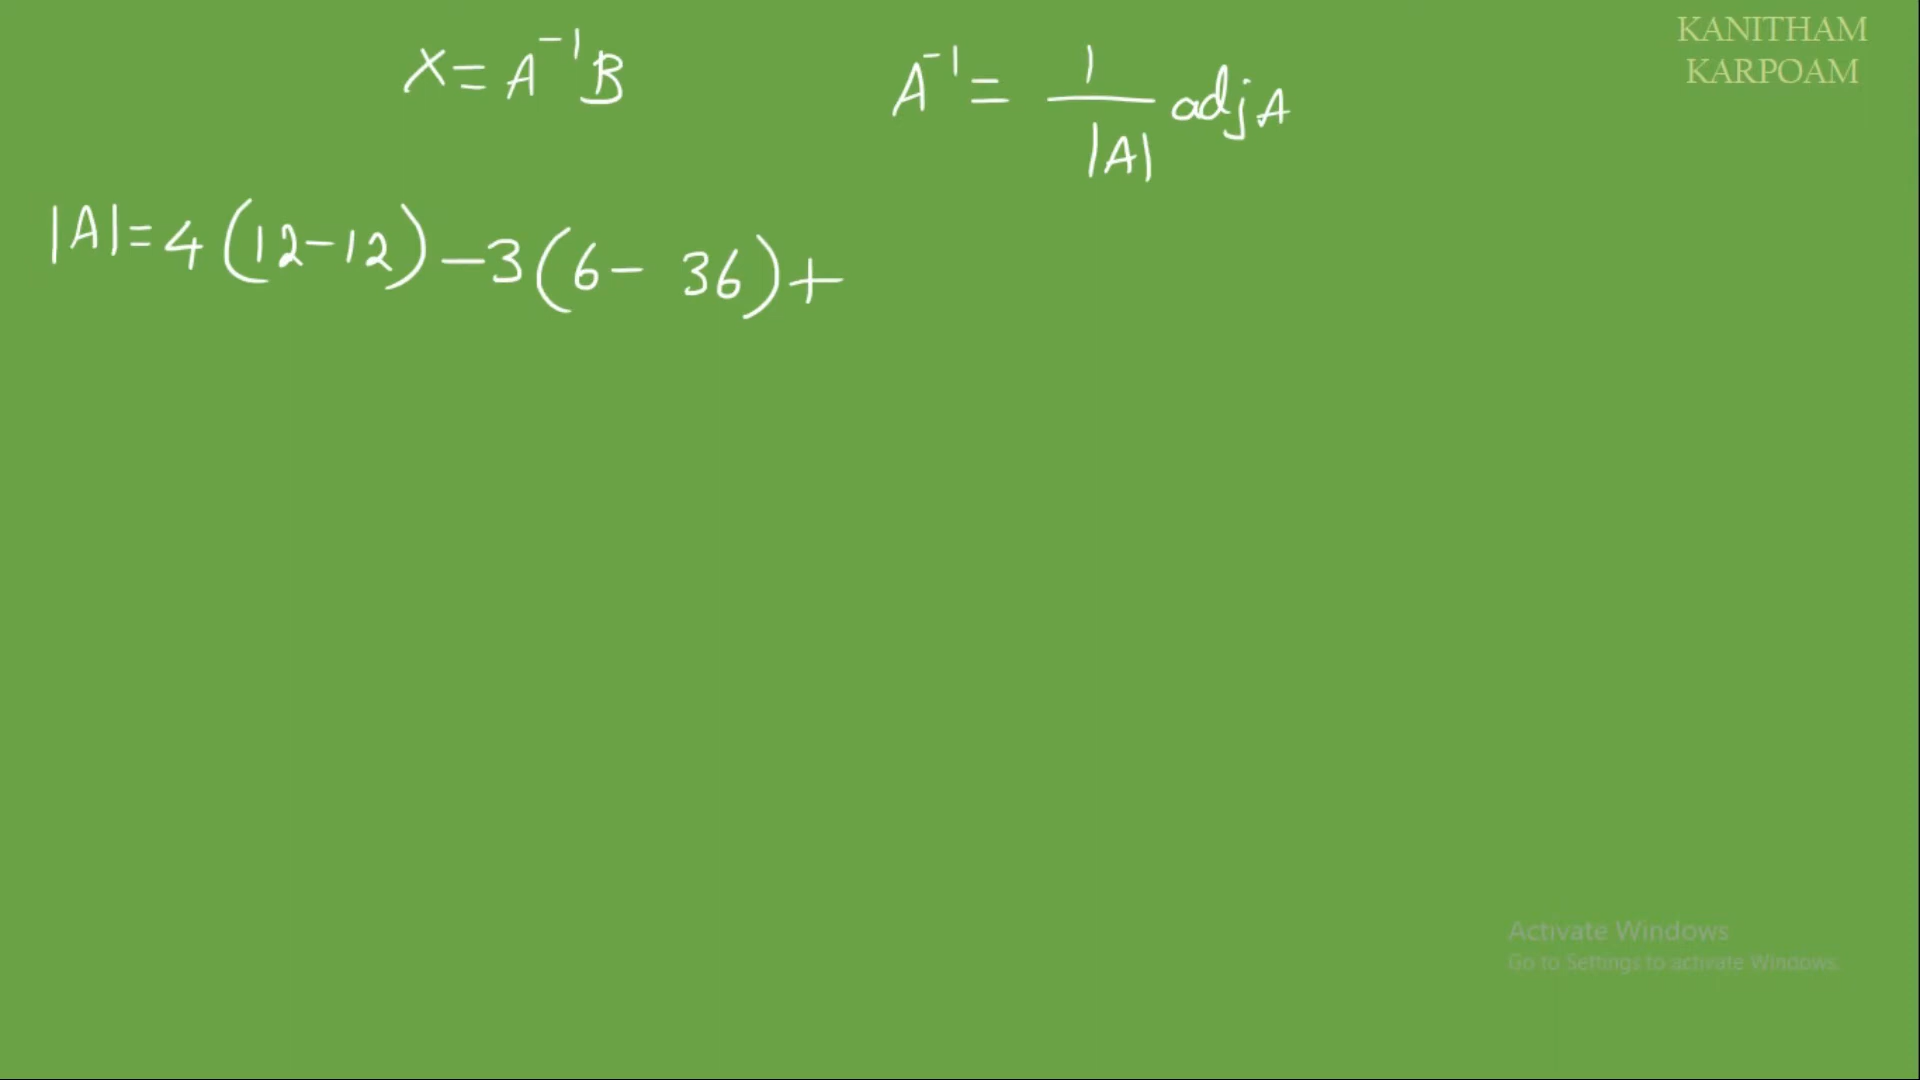 KANITHAM
KARPOAM
X = A⁻¹B
A⁻¹ = 1/|A| adj A
|A| = 4(12-12) -3(6- 36) +
Activate Windows
Go to Settings to activate Windows.